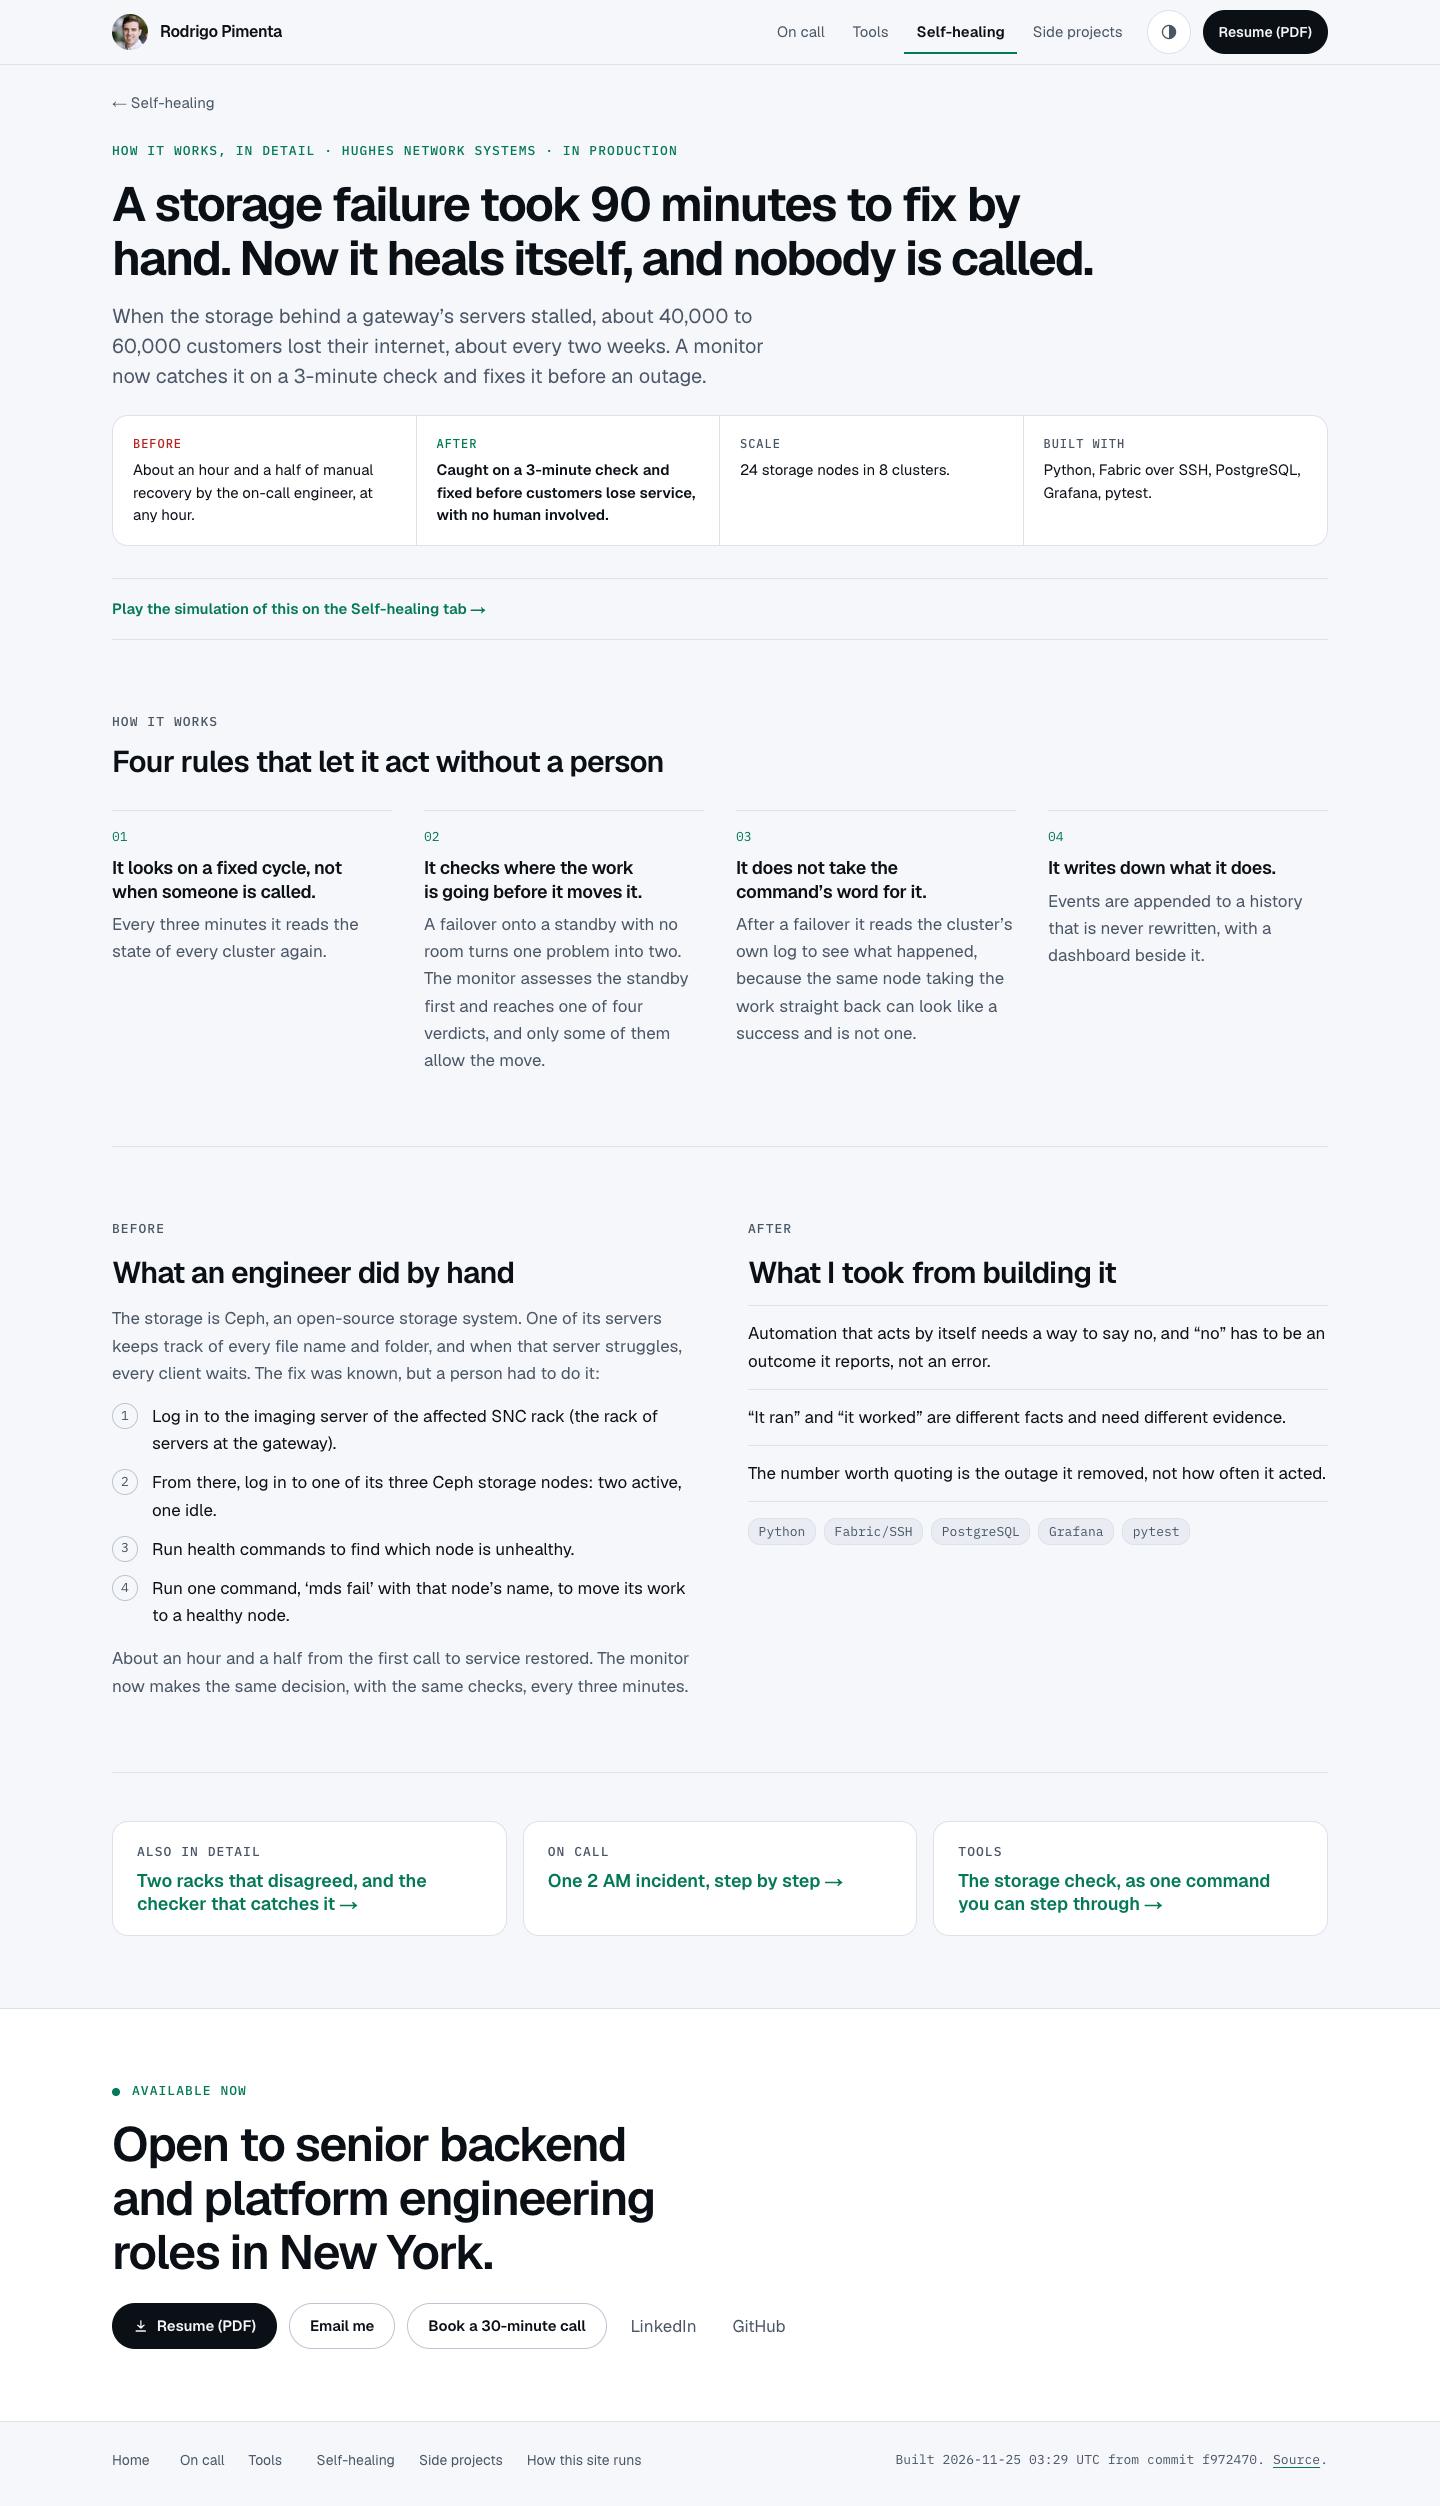 Rodrigo Pimenta
On call
Tools
Self-healing
Side projects
Resume (PDF)
← Self-healing
HOW IT WORKS, IN DETAIL · HUGHES NETWORK SYSTEMS · IN PRODUCTION
A storage failure took 90 minutes to fix by
hand. Now it heals itself, and nobody is called.
When the storage behind a gateway’s servers stalled, about 40,000 to
60,000 customers lost their internet, about every two weeks. A monitor
now catches it on a 3-minute check and fixes it before an outage.
BEFORE
About an hour and a half of manual
recovery by the on-call engineer, at
any hour.
AFTER
Caught on a 3-minute check and
fixed before customers lose service,
with no human involved.
SCALE
24 storage nodes in 8 clusters.
BUILT WITH
Python, Fabric over SSH, PostgreSQL,
Grafana, pytest.
Play the simulation of this on the Self-healing tab →
HOW IT WORKS
Four rules that let it act without a person
01
It looks on a fixed cycle, not
when someone is called.
Every three minutes it reads the
state of every cluster again.
02
It checks where the work
is going before it moves it.
A failover onto a standby with no
room turns one problem into two.
The monitor assesses the standby
first and reaches one of four
verdicts, and only some of them
allow the move.
03
It does not take the
command’s word for it.
After a failover it reads the cluster’s
own log to see what happened,
because the same node taking the
work straight back can look like a
success and is not one.
04
It writes down what it does.
Events are appended to a history
that is never rewritten, with a
dashboard beside it.
BEFORE
What an engineer did by hand
The storage is Ceph, an open-source storage system. One of its servers
keeps track of every file name and folder, and when that server struggles,
every client waits. The fix was known, but a person had to do it:
1 Log in to the imaging server of the affected SNC rack (the rack of
servers at the gateway).
2 From there, log in to one of its three Ceph storage nodes: two active,
one idle.
3 Run health commands to find which node is unhealthy.
4 Run one command, ‘mds fail’ with that node’s name, to move its work
to a healthy node.
About an hour and a half from the first call to service restored. The monitor
now makes the same decision, with the same checks, every three minutes.
AFTER
What I took from building it
Automation that acts by itself needs a way to say no, and “no” has to be an
outcome it reports, not an error.
“It ran” and “it worked” are different facts and need different evidence.
The number worth quoting is the outage it removed, not how often it acted.
Python
Fabric/SSH
PostgreSQL
Grafana
pytest
ALSO IN DETAIL
Two racks that disagreed, and the
checker that catches it →
ON CALL
One 2 AM incident, step by step →
TOOLS
The storage check, as one command
you can step through →
AVAILABLE NOW
Open to senior backend
and platform engineering
roles in New York.
Resume (PDF)
Email me
Book a 30-minute call
LinkedIn
GitHub
Home
On call
Tools
Self-healing
Side projects
How this site runs
Built 2026-11-25 03:29 UTC from commit f972470. Source.